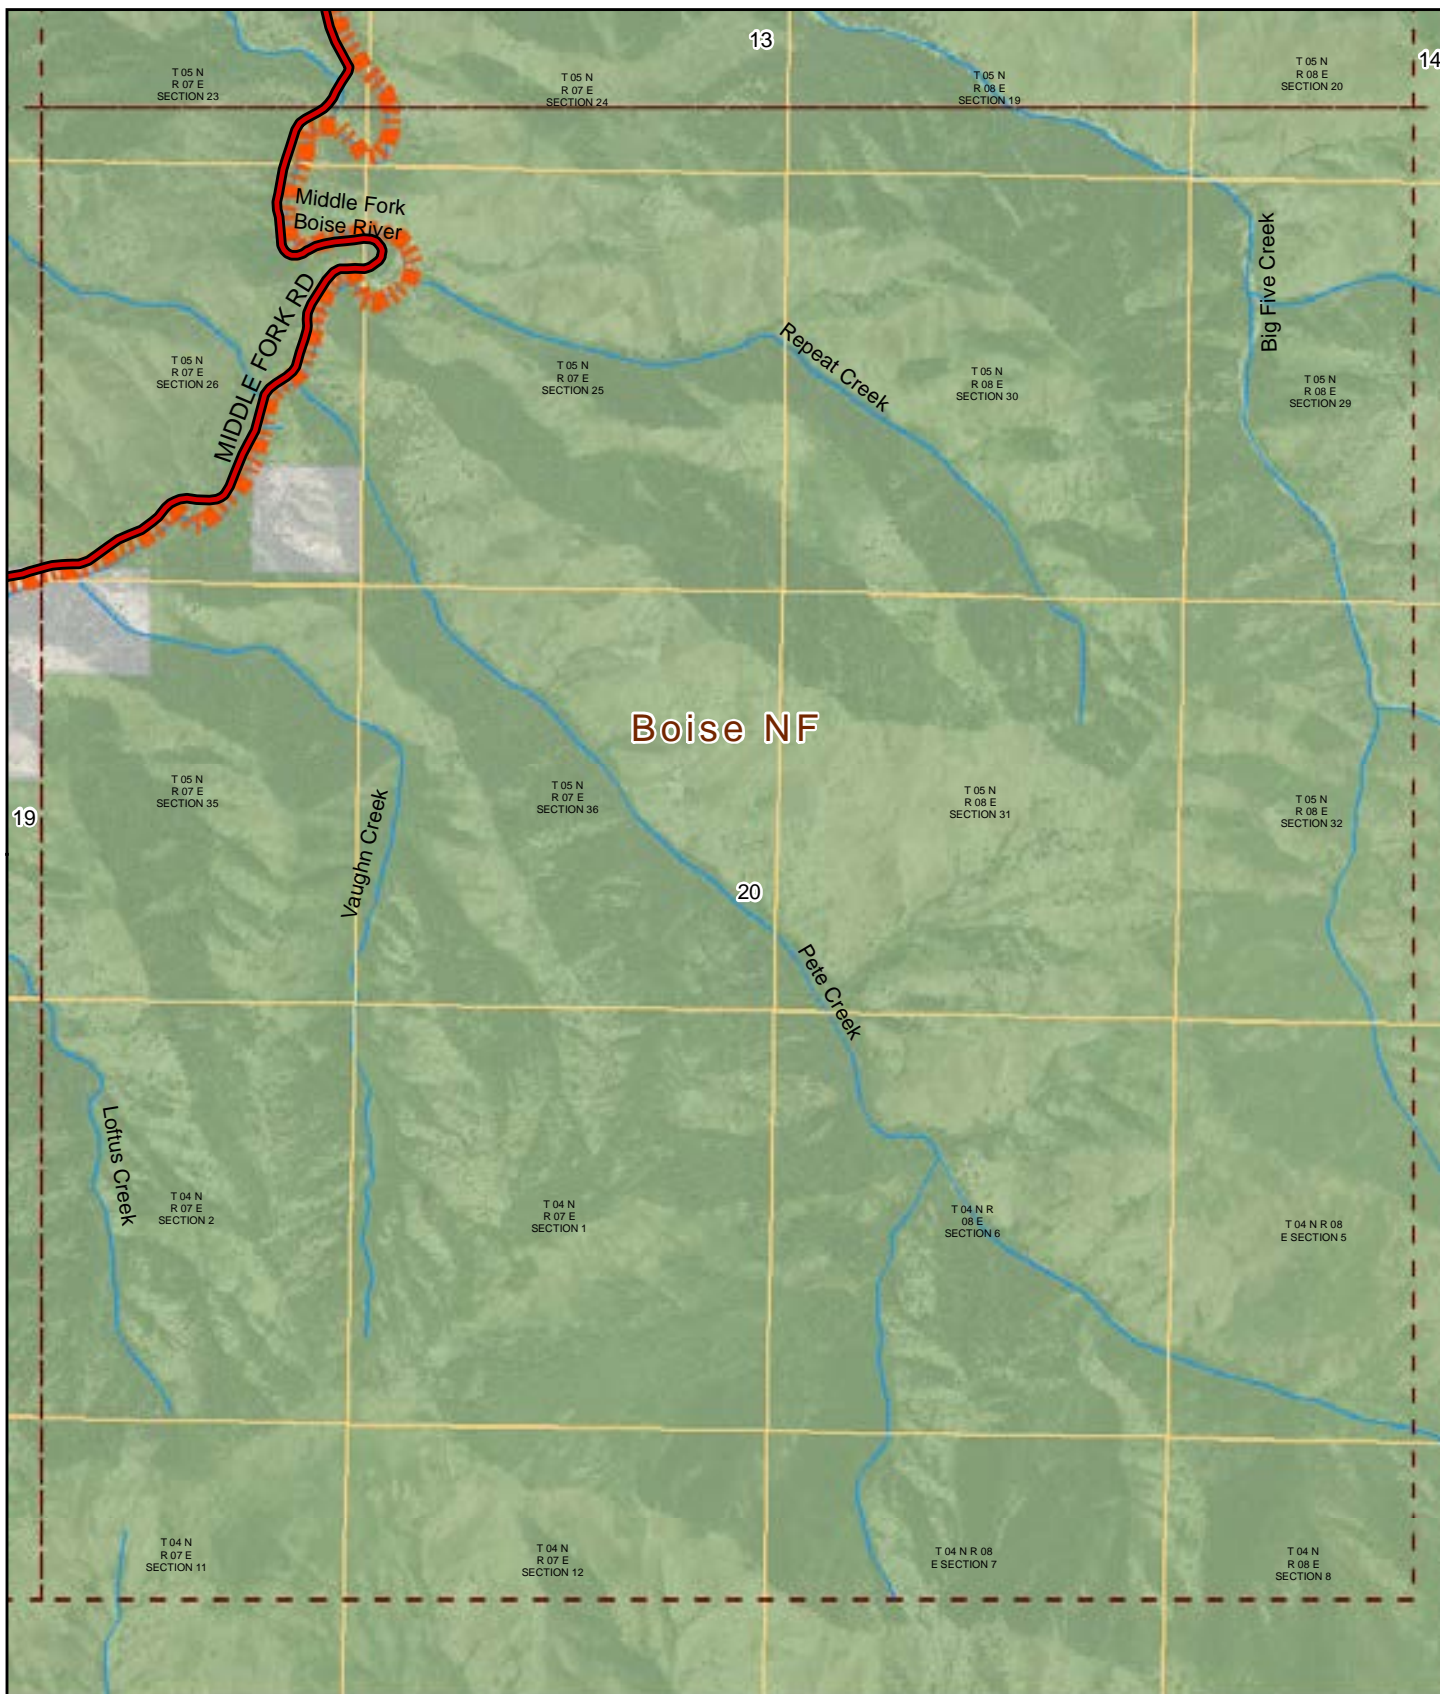 13
14
T 05 N
R 07 E
SECTION 23
T 05 N
R 07 E
SECTION 24
T 05 N
R 08 E
SECTION 19
T 05 N
R 08 E
SECTION 20
Middle Fork
Boise River
MIDDLE FORK RD
Big Five Creek
Repeat Creek
T 05 N
R 07 E
SECTION 26
T 05 N
R 07 E
SECTION 25
T 05 N
R 08 E
SECTION 30
T 05 N
R 08 E
SECTION 29
Boise NF
T 05 N
R 07 E
SECTION 35
T 05 N
R 07 E
SECTION 36
T 05 N
R 08 E
SECTION 31
T 05 N
R 08 E
SECTION 32
19
Vaughn Creek
20
Pete Creek
Loftus Creek
T 04 N
R 07 E
SECTION 2
T 04 N
R 07 E
SECTION 1
T 04 N R
08 E
SECTION 6
T 04 N R 08
E SECTION 5
T 04 N
R 07 E
SECTION 11
T 04 N
R 07 E
SECTION 12
T 04 N R 08
E SECTION 7
T 04 N
R 08 E
SECTION 8